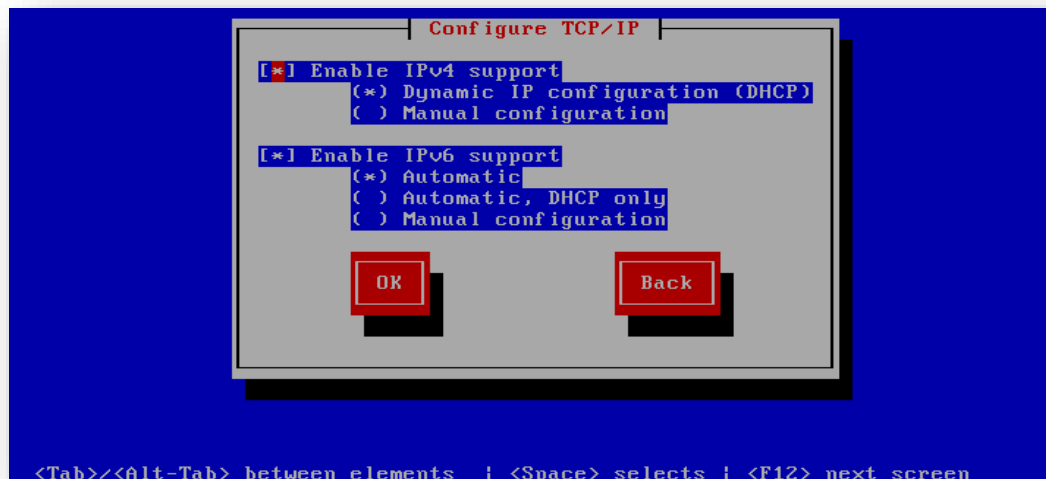 Configure TCP/IP
[*] Enable IPv4 support
(*) Dynamic IP configuration (DHCP)
( ) Manual configuration
[*] Enable IPv6 support
(*) Automatic
( ) Automatic, DHCP only
( ) Manual configuration
OK Back
<Tab>/<Alt-Tab> between elements | <Space> selects | <F12> next screen